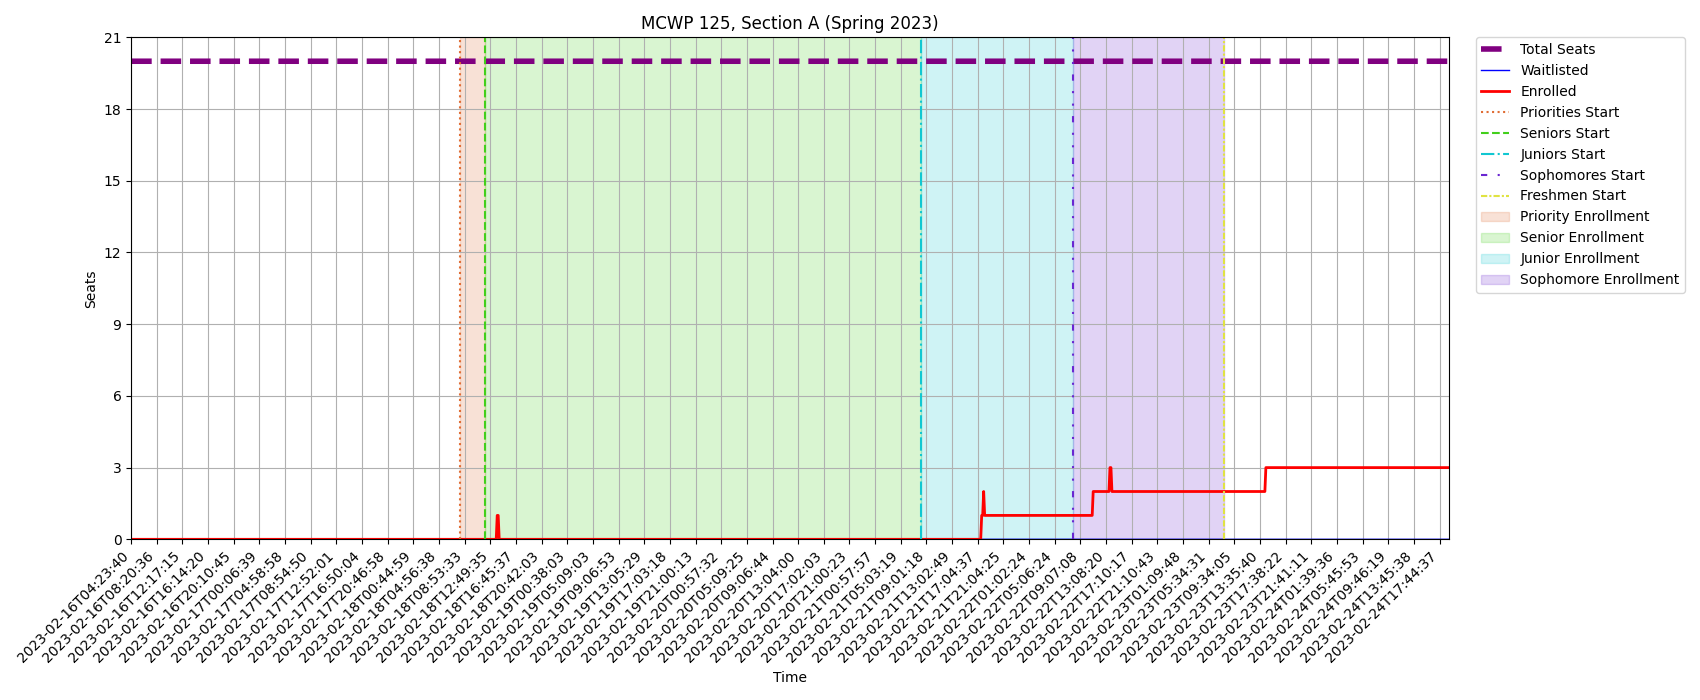 MCWP 125, Section A (Spring 2023)
21
18
15
12
9
6
3
0
Seats
2023-02-16T04:23:40
2023-02-16T08:20:36
2023-02-16T12:17:15
2023-02-16T16:14:20
2023-02-16T20:10:45
2023-02-17T00:06:39
2023-02-17T04:58:58
2023-02-17T08:54:50
2023-02-17T12:52:01
2023-02-17T16:50:04
2023-02-17T20:46:58
2023-02-18T00:44:59
2023-02-18T04:56:38
2023-02-18T08:53:33
2023-02-18T12:49:35
2023-02-18T16:45:37
2023-02-18T20:42:03
2023-02-19T00:38:03
2023-02-19T05:09:03
2023-02-19T09:06:53
2023-02-19T13:05:29
2023-02-19T17:03:18
2023-02-19T21:00:13
2023-02-20T00:57:32
2023-02-20T05:09:25
2023-02-20T09:06:44
2023-02-20T13:04:00
2023-02-20T17:02:03
2023-02-20T21:00:23
2023-02-21T00:57:57
2023-02-21T05:03:19
2023-02-21T09:01:18
2023-02-21T13:02:49
2023-02-21T17:04:37
2023-02-21T21:04:25
2023-02-22T01:02:24
2023-02-22T05:06:24
2023-02-22T09:07:08
2023-02-22T13:08:20
2023-02-22T17:10:17
2023-02-22T21:10:43
2023-02-23T01:09:48
2023-02-23T05:34:31
2023-02-23T09:34:05
2023-02-23T13:35:40
2023-02-23T17:38:22
2023-02-23T21:41:11
2023-02-24T01:39:36
2023-02-24T05:45:53
2023-02-24T09:46:19
2023-02-24T13:45:38
2023-02-24T17:44:37
Time
Total Seats
Waitlisted
Enrolled
Priorities Start
Seniors Start
Juniors Start
Sophomores Start
Freshmen Start
Priority Enrollment
Senior Enrollment
Junior Enrollment
Sophomore Enrollment